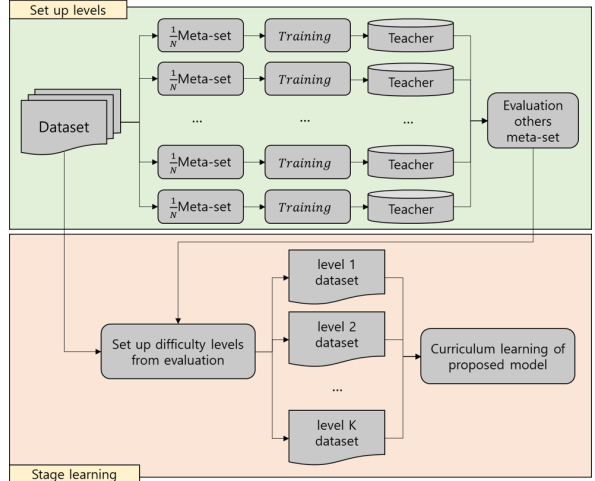 Set up levels
1/N Meta-set
Training
Teacher
1/N Meta-set
Training
Teacher
Dataset
...
...
...
Evaluation
others
meta-set
1/N Meta-set
Training
Teacher
1/N Meta-set
Training
Teacher
level 1
dataset
Set up difficulty levels
from evaluation
level 2
dataset
Curriculum learning of
proposed model
...
level K
dataset
Stage learning